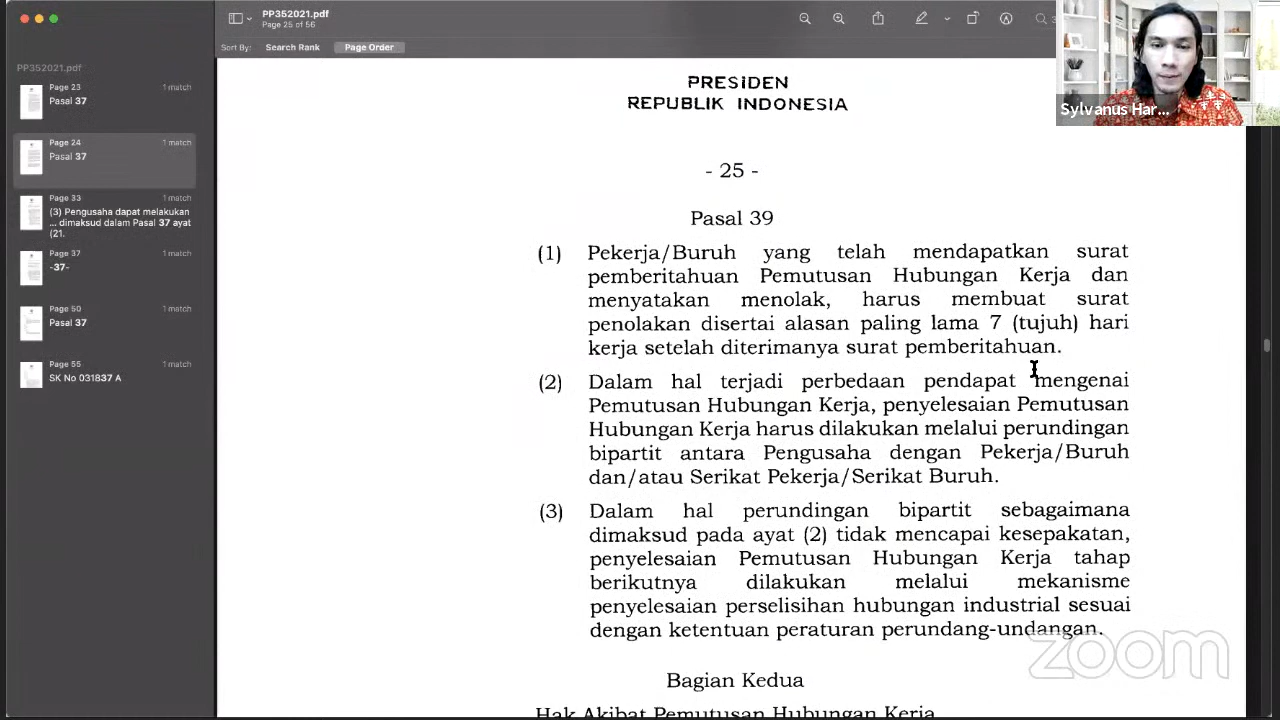 PP352021.pdf
Page 25 of 56
Sort By:
Search Rank
Page Order
PP352021.pdf
Page 23
1 match
Pasal 37
Page 24
1 match
Pasal 37
Page 33
1 match
(3) Pengusaha dapat melakukan
... dimaksud dalam Pasal 37 ayat
(21.
Page 37
1 match
-37-
Page 50
1 match
Pasal 37
Page 55
1 match
SK No 031837 A
Sylvanus Har...
PRESIDEN
REPUBLIK INDONESIA
- 25 -
Pasal 39
(1) Pekerja/Buruh yang telah mendapatkan surat
pemberitahuan Pemutusan Hubungan Kerja dan
menyatakan menolak, harus membuat surat
penolakan disertai alasan paling lama 7 (tujuh) hari
kerja setelah diterimanya surat pemberitahuan.
(2) Dalam hal terjadi perbedaan pendapat mengenai
Pemutusan Hubungan Kerja, penyelesaian Pemutusan
Hubungan Kerja harus dilakukan melalui perundingan
bipartit antara Pengusaha dengan Pekerja/Buruh
dan/atau Serikat Pekerja/Serikat Buruh.
(3) Dalam hal perundingan bipartit sebagaimana
dimaksud pada ayat (2) tidak mencapai kesepakatan,
penyelesaian Pemutusan Hubungan Kerja tahap
berikutnya dilakukan melalui mekanisme
penyelesaian perselisihan hubungan industrial sesuai
dengan ketentuan peraturan perundang-undangan.
zoom
Bagian Kedua
Hak Akibat Pemutusan Hubungan Kerja